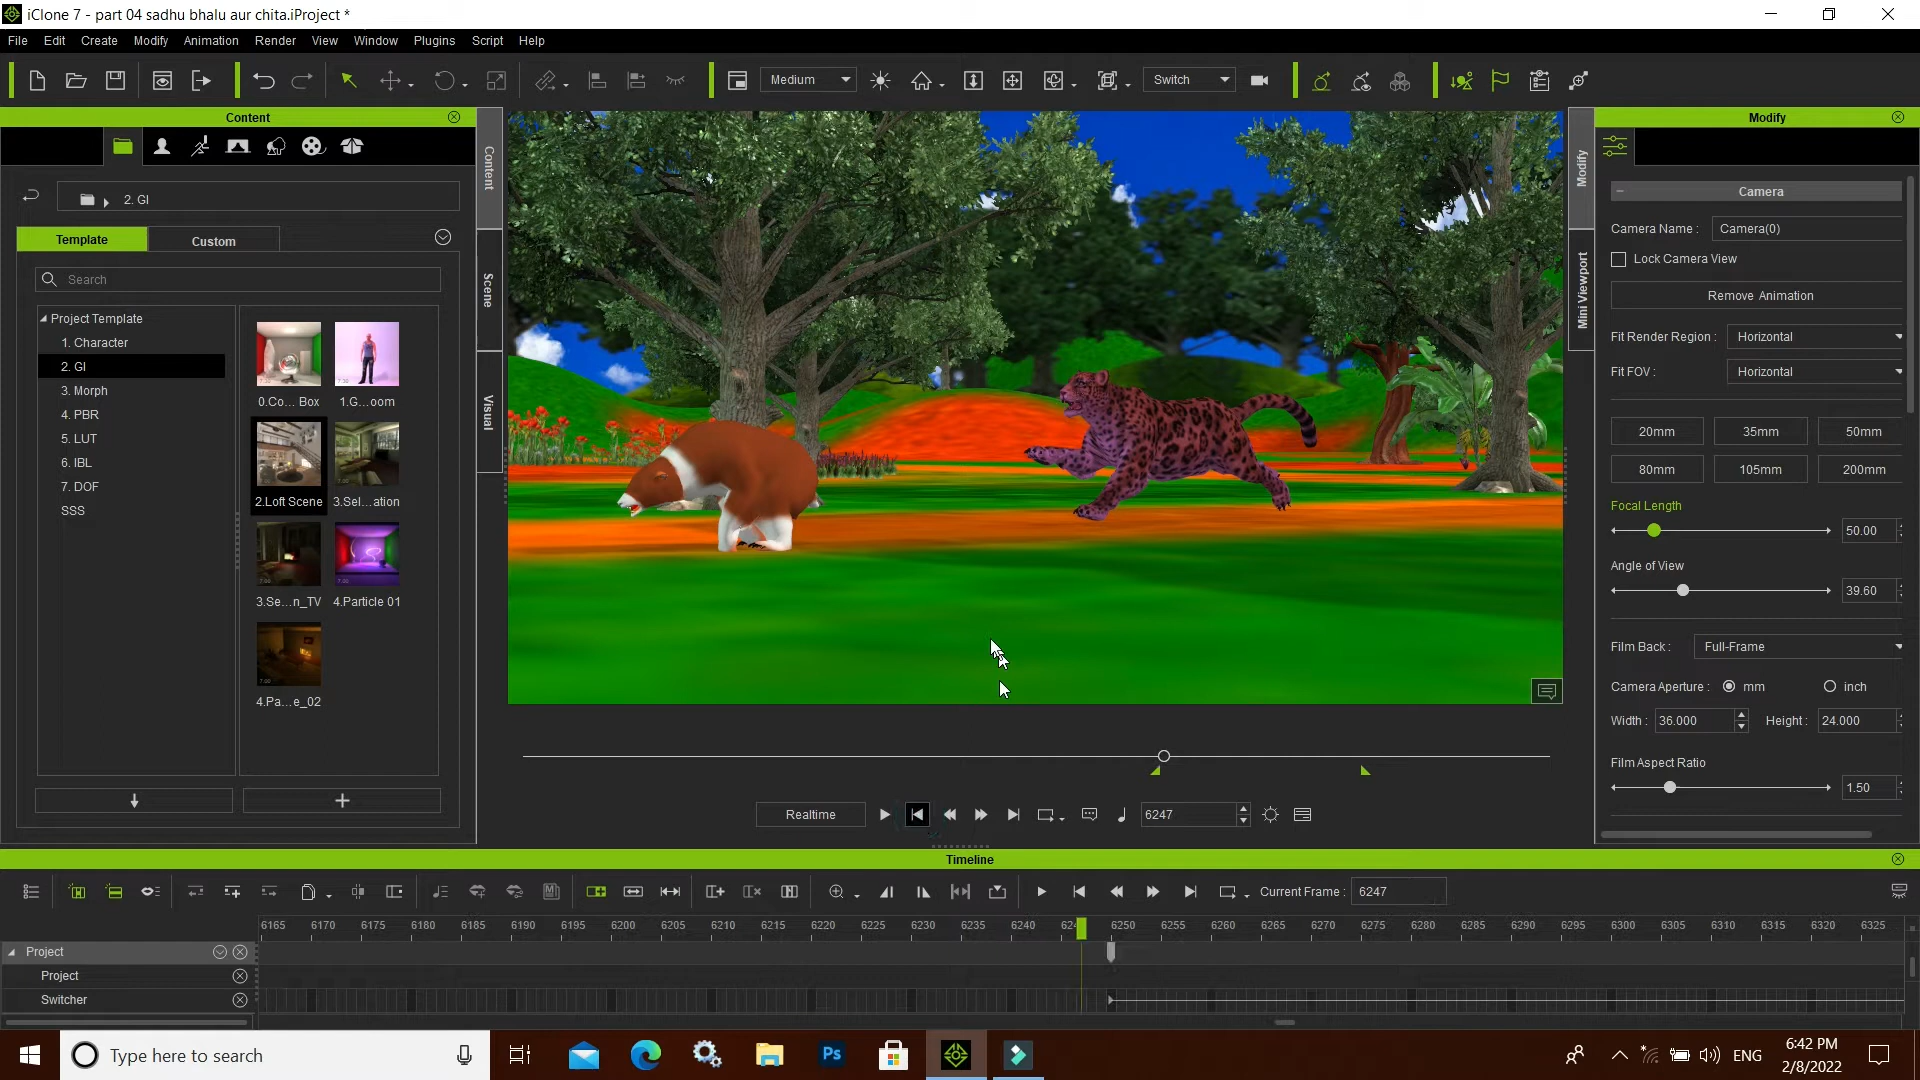 iClone 7 - part 04 sadhu bhalu aur chita.iProject *
File Edit Create Modify Animation Render View Window Plugins Script Help
Medium
Switch
Content
Modify
2. GI
Template
Custom
Search
Project Template
1. Character
2. GI
3. Morph
4. PBR
5. LUT
6. IBL
7. DOF
SSS
0.Co... Box
1.G...oom
2.Loft Scene
3.Sel...ation
3.Se...n_TV
4.Particle 01
4.Pa...e_02
Content
Scene
Visual
Modify
Mini Viewport
Camera
Camera Name : Camera(0)
Lock Camera View
Remove Animation
Fit Render Region : Horizontal
Fit FOV : Horizontal
20mm 35mm 50mm
80mm 105mm 200mm
Focal Length
50.00
Angle of View
39.60
Film Back : Full-Frame
Camera Aperture : mm inch
Width : 36.000 Height : 24.000
Film Aspect Ratio
1.50
Realtime
6247
Timeline
Current Frame : 6247
6165 6170 6175 6180 6185 6190 6195 6200 6205 6210 6215 6220 6225 6230 6235 6240 624 6250 6255 6260 6265 6270 6275 6280 6285 6290 6295 6300 6305 6310 6315 6320 6325
Project
Project
Switcher
Type here to search
Ps
ENG
6:42 PM
2/8/2022